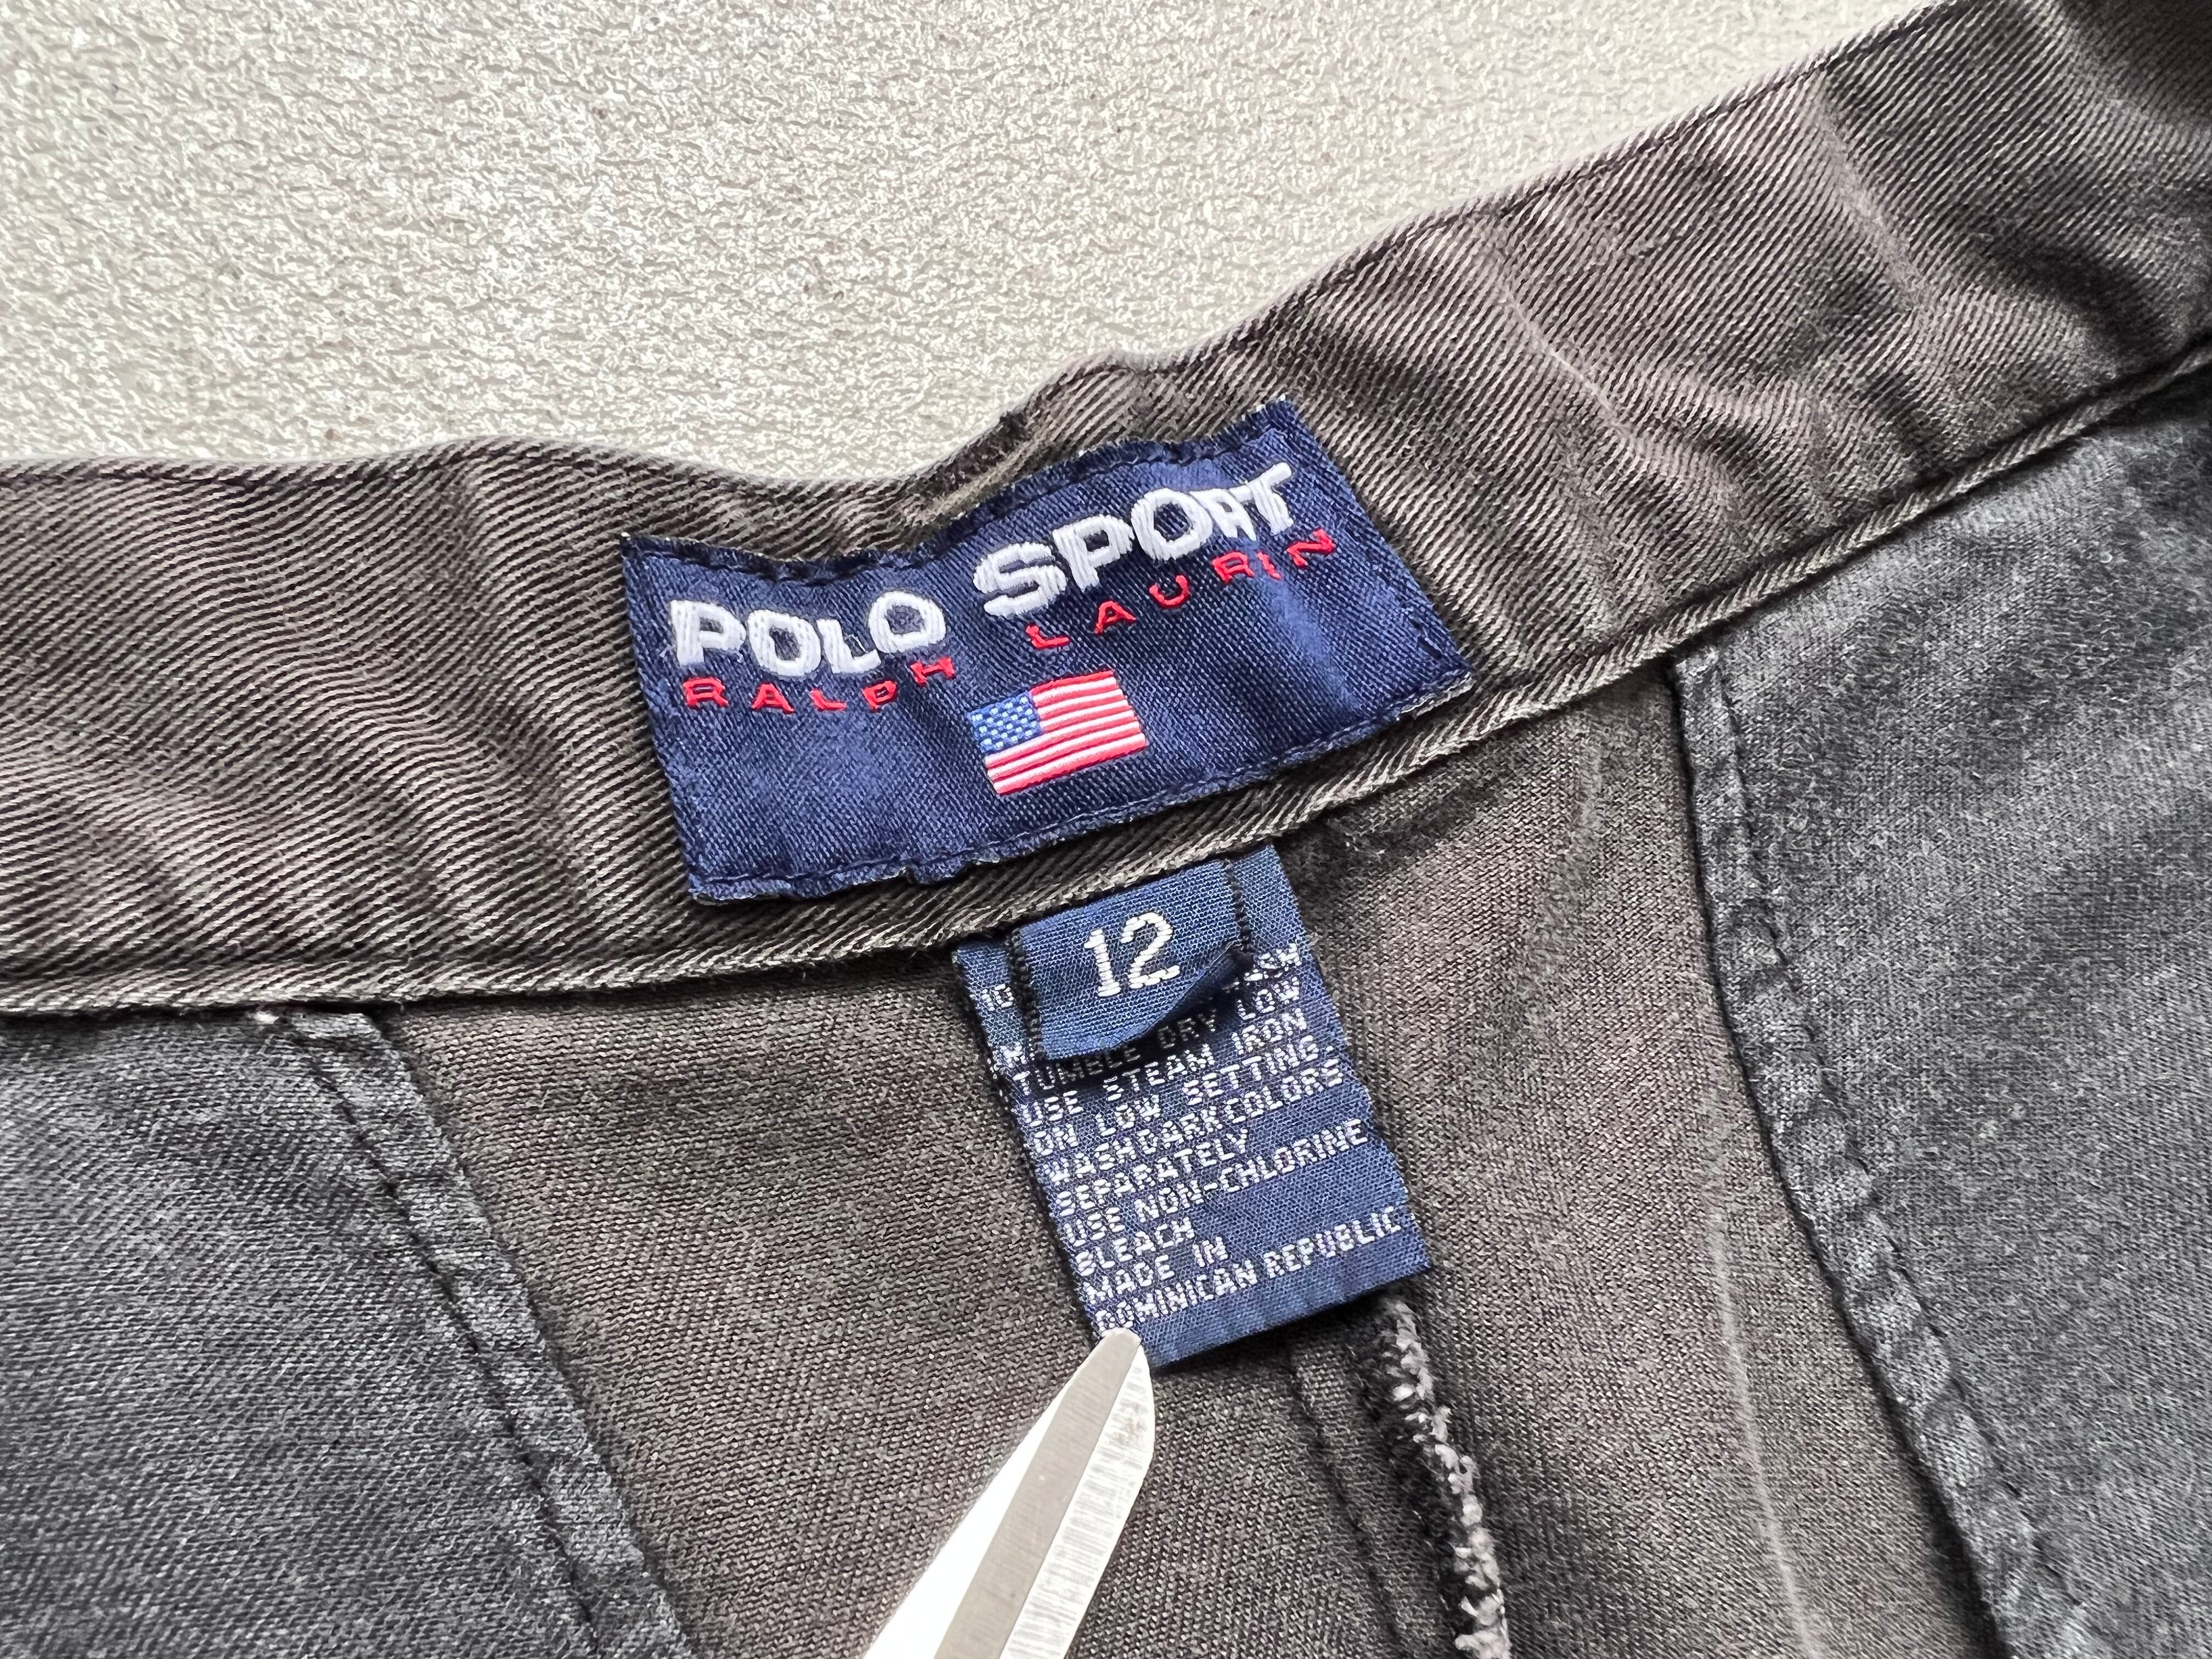 POLO SPORT
RALPH LAUREN
12
TUMBLE DRY LOW
USE STEAM IRON
ON LOW SETTING.
WASH DARK COLORS
SEPARATELY
USE NON-CHLORINE
BLEACH
MADE IN
DOMINICAN REPUBLIC